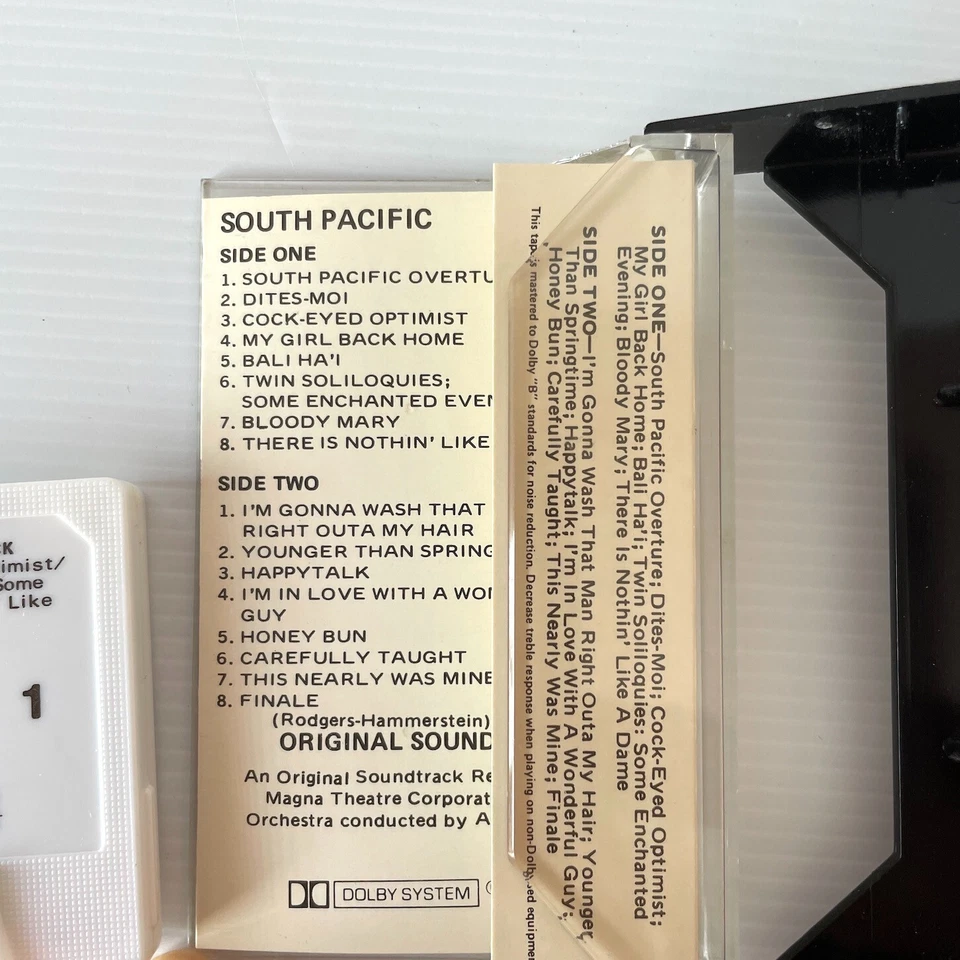 SOUTH PACIFIC
SIDE ONE
1. SOUTH PACIFIC OVERTU
2. DITES-MOI
3. COCK-EYED OPTIMIST
4. MY GIRL BACK HOME
5. BALI HA'I
6. TWIN SOLILOQUIES;
SOME ENCHANTED EVEN
7. BLOODY MARY
8. THERE IS NOTHIN' LIKE
SIDE TWO
1. I'M GONNA WASH THAT
RIGHT OUTA MY HAIR
2. YOUNGER THAN SPRING
3. HAPPYTALK
4. I'M IN LOVE WITH A WON
GUY
5. HONEY BUN
6. CAREFULLY TAUGHT
7. THIS NEARLY WAS MINE
8. FINALE
(Rodgers-Hammerstein)
ORIGINAL SOUND
An Original Soundtrack Re
Magna Theatre Corporat
Orchestra conducted by A
DOLBY SYSTEM
SIDE ONE—South Pacific Overture; Dites-Moi; Cock-Eyed Optimist;
My Girl Back Home; Bali Ha'i; Twin Soliloquies; Some Enchanted
Evening; Bloody Mary; There Is Nothin' Like A Dame
SIDE TWO—I'm Gonna Wash That Man Right Outa My Hair; Younger
Than Springtime; Happytalk; I'm In Love With A Wonderful Guy;
Honey Bun; Carefully Taught; This Nearly Was Mine; Finale
This tape is mastered to Dolby "B" standards for noise reduction. Decrease treble response when playing on non-Dolbyized equipmen
CK
imist/
Some
Like
1